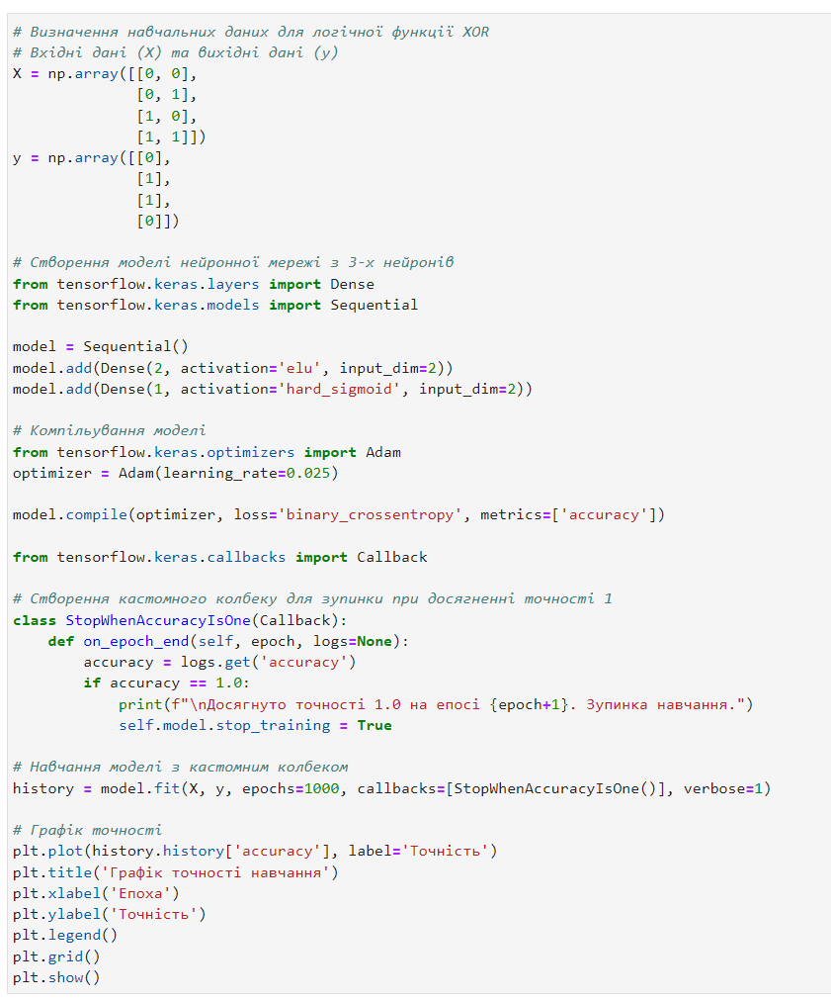 # Визначення навчальних даних для логічної функції XOR
# Вхідні дані (X) та вихідні дані (y)
X = np.array([[0, 0],
              [0, 1],
              [1, 0],
              [1, 1]])
y = np.array([[0],
              [1],
              [1],
              [0]])

# Створення моделі нейронної мережі з 3-х нейронів
from tensorflow.keras.layers import Dense
from tensorflow.keras.models import Sequential

model = Sequential()
model.add(Dense(2, activation='elu', input_dim=2))
model.add(Dense(1, activation='hard_sigmoid', input_dim=2))

# Компільування моделі
from tensorflow.keras.optimizers import Adam
optimizer = Adam(learning_rate=0.025)

model.compile(optimizer, loss='binary_crossentropy', metrics=['accuracy'])

from tensorflow.keras.callbacks import Callback

# Створення кастомного колбеку для зупинки при досягненні точності 1
class StopWhenAccuracyIsOne(Callback):
    def on_epoch_end(self, epoch, logs=None):
        accuracy = logs.get('accuracy')
        if accuracy == 1.0:
            print(f"\nДосягнуто точності 1.0 на епосі {epoch+1}. Зупинка навчання.")
            self.model.stop_training = True

# Навчання моделі з кастомним колбеком
history = model.fit(X, y, epochs=1000, callbacks=[StopWhenAccuracyIsOne()], verbose=1)

# Графік точності
plt.plot(history.history['accuracy'], label='Точність')
plt.title('Графік точності навчання')
plt.xlabel('Епоха')
plt.ylabel('Точність')
plt.legend()
plt.grid()
plt.show()